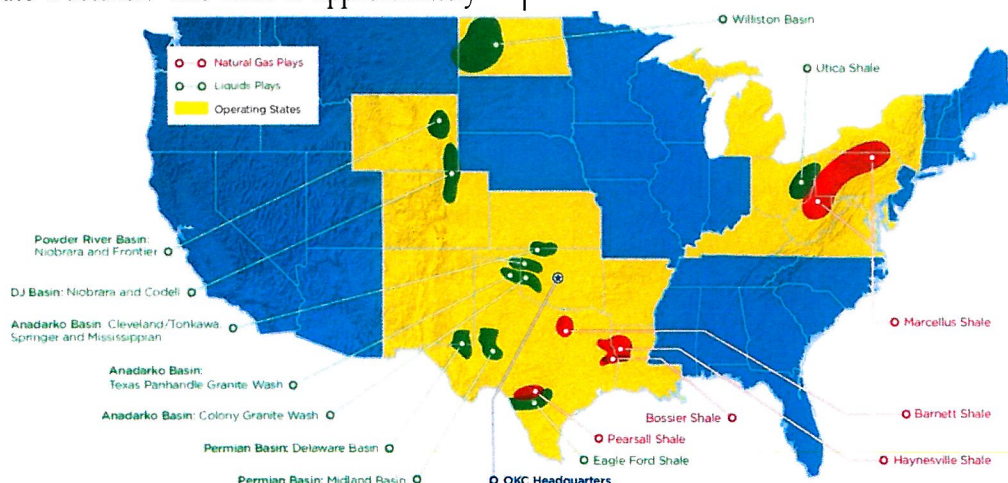 Williston Basin
Natural Gas Plays
Liquids Plays
Operating States
Utica Shale
Powder River Basin:
Niobrara and Frontier
DJ Basin: Niobrara and Codell
Anadarko Basin Cleveland/Tonkawa,
Springer and Mississippian
Anadarko Basin:
Texas Panhandle Granite Wash
Anadarko Basin: Colony Granite Wash
Permian Basin: Delaware Basin
Permian Basin: Midland Basin
OKC Headquarters
Eagle Ford Shale
Pearsall Shale
Bossier Shale
Marcellus Shale
Barnett Shale
Haynesville Shale